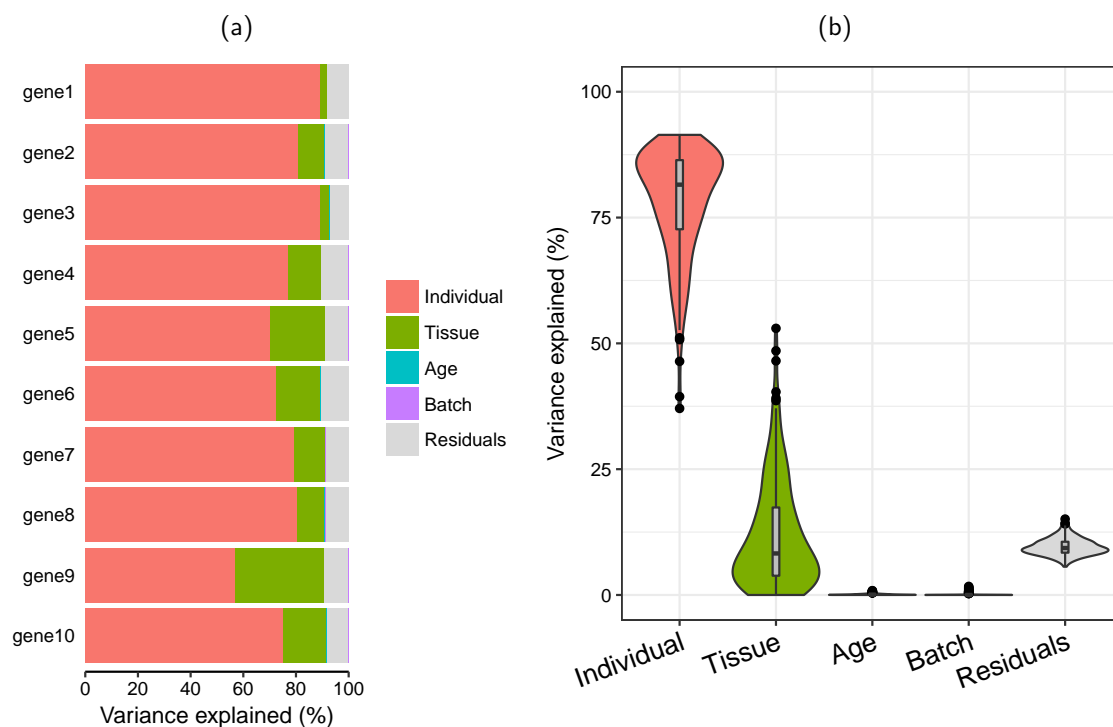 (a)
gene1
gene2
gene3
gene4
gene5
gene6
gene7
gene8
gene9
gene10
0 20 40 60 80 100
Variance explained (%)
Individual
Tissue
Age
Batch
Residuals
(b)
Variance explained (%)
100
75
50
25
0
Individual
Tissue
Age
Batch
Residuals